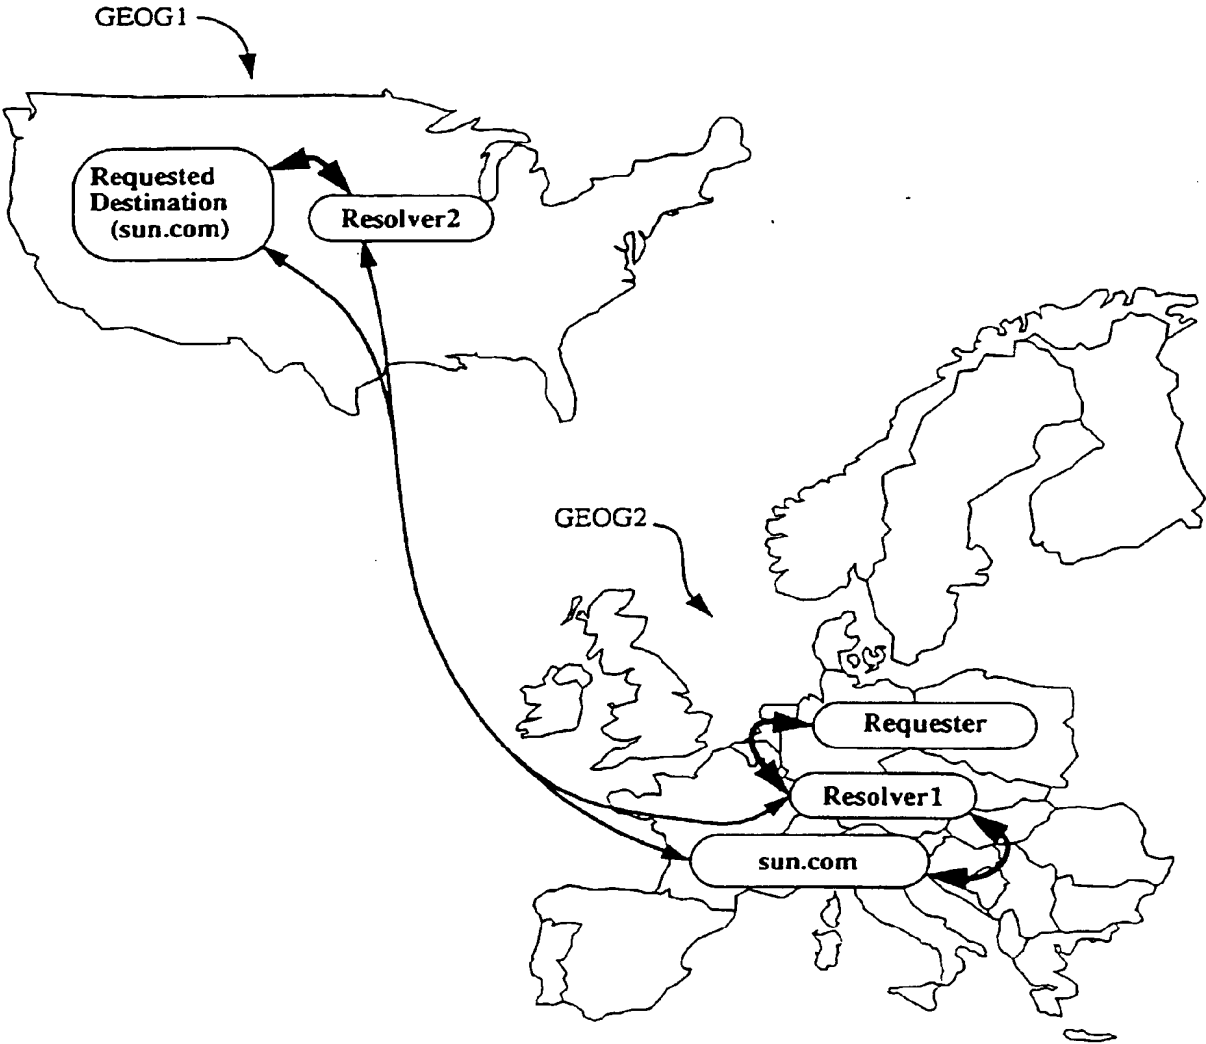 GEOG1
Requested
Destination
(sun.com)
Resolver2
GEOG2
Requester
Resolver1
sun.com